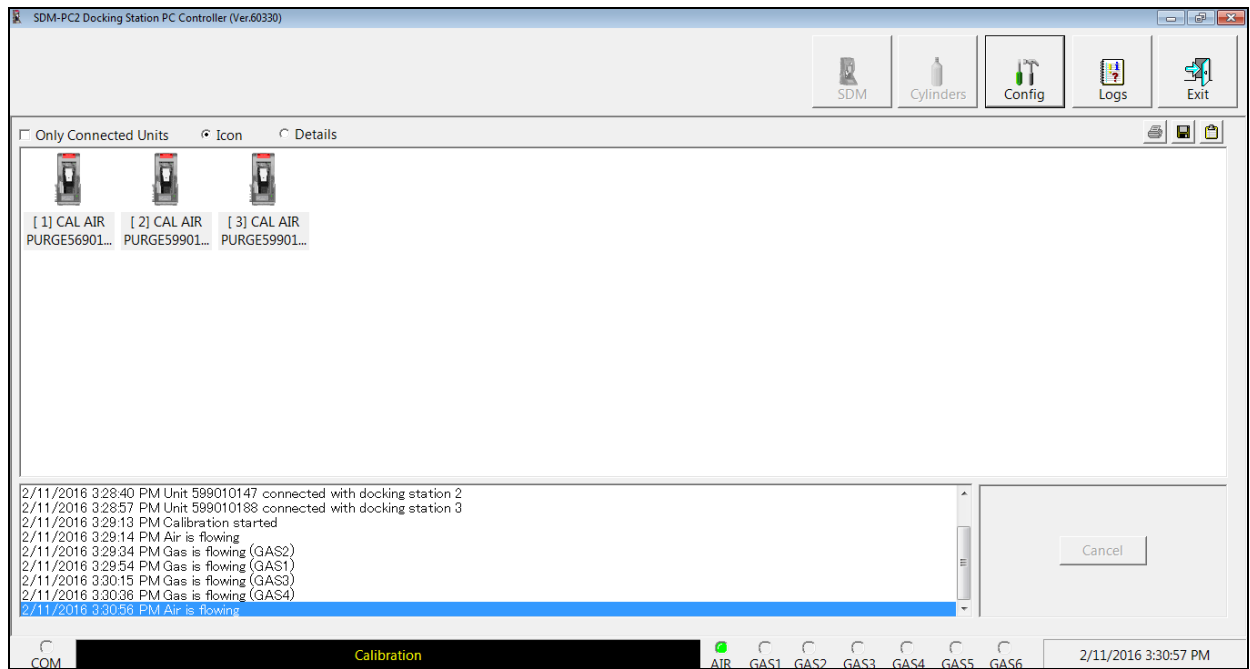 SDM-PC2 Docking Station PC Controller (Ver.60330)
SDM Cylinders Config Logs Exit
Only Connected Units Icon Details
[ 1] CAL AIR [ 2] CAL AIR [ 3] CAL AIR
PURGE56901... PURGE59901... PURGE59901...
2/11/2016 3:28:40 PM Unit 599010147 connected with docking station 2
2/11/2016 3:28:57 PM Unit 599010188 connected with docking station 3
2/11/2016 3:29:13 PM Calibration started
2/11/2016 3:29:14 PM Air is flowing
2/11/2016 3:29:34 PM Gas is flowing (GAS2)
2/11/2016 3:29:54 PM Gas is flowing (GAS1)
2/11/2016 3:30:15 PM Gas is flowing (GAS3)
2/11/2016 3:30:36 PM Gas is flowing (GAS4)
2/11/2016 3:30:56 PM Air is flowing
Cancel
COM Calibration AIR GAS1 GAS2 GAS3 GAS4 GAS5 GAS6 2/11/2016 3:30:57 PM